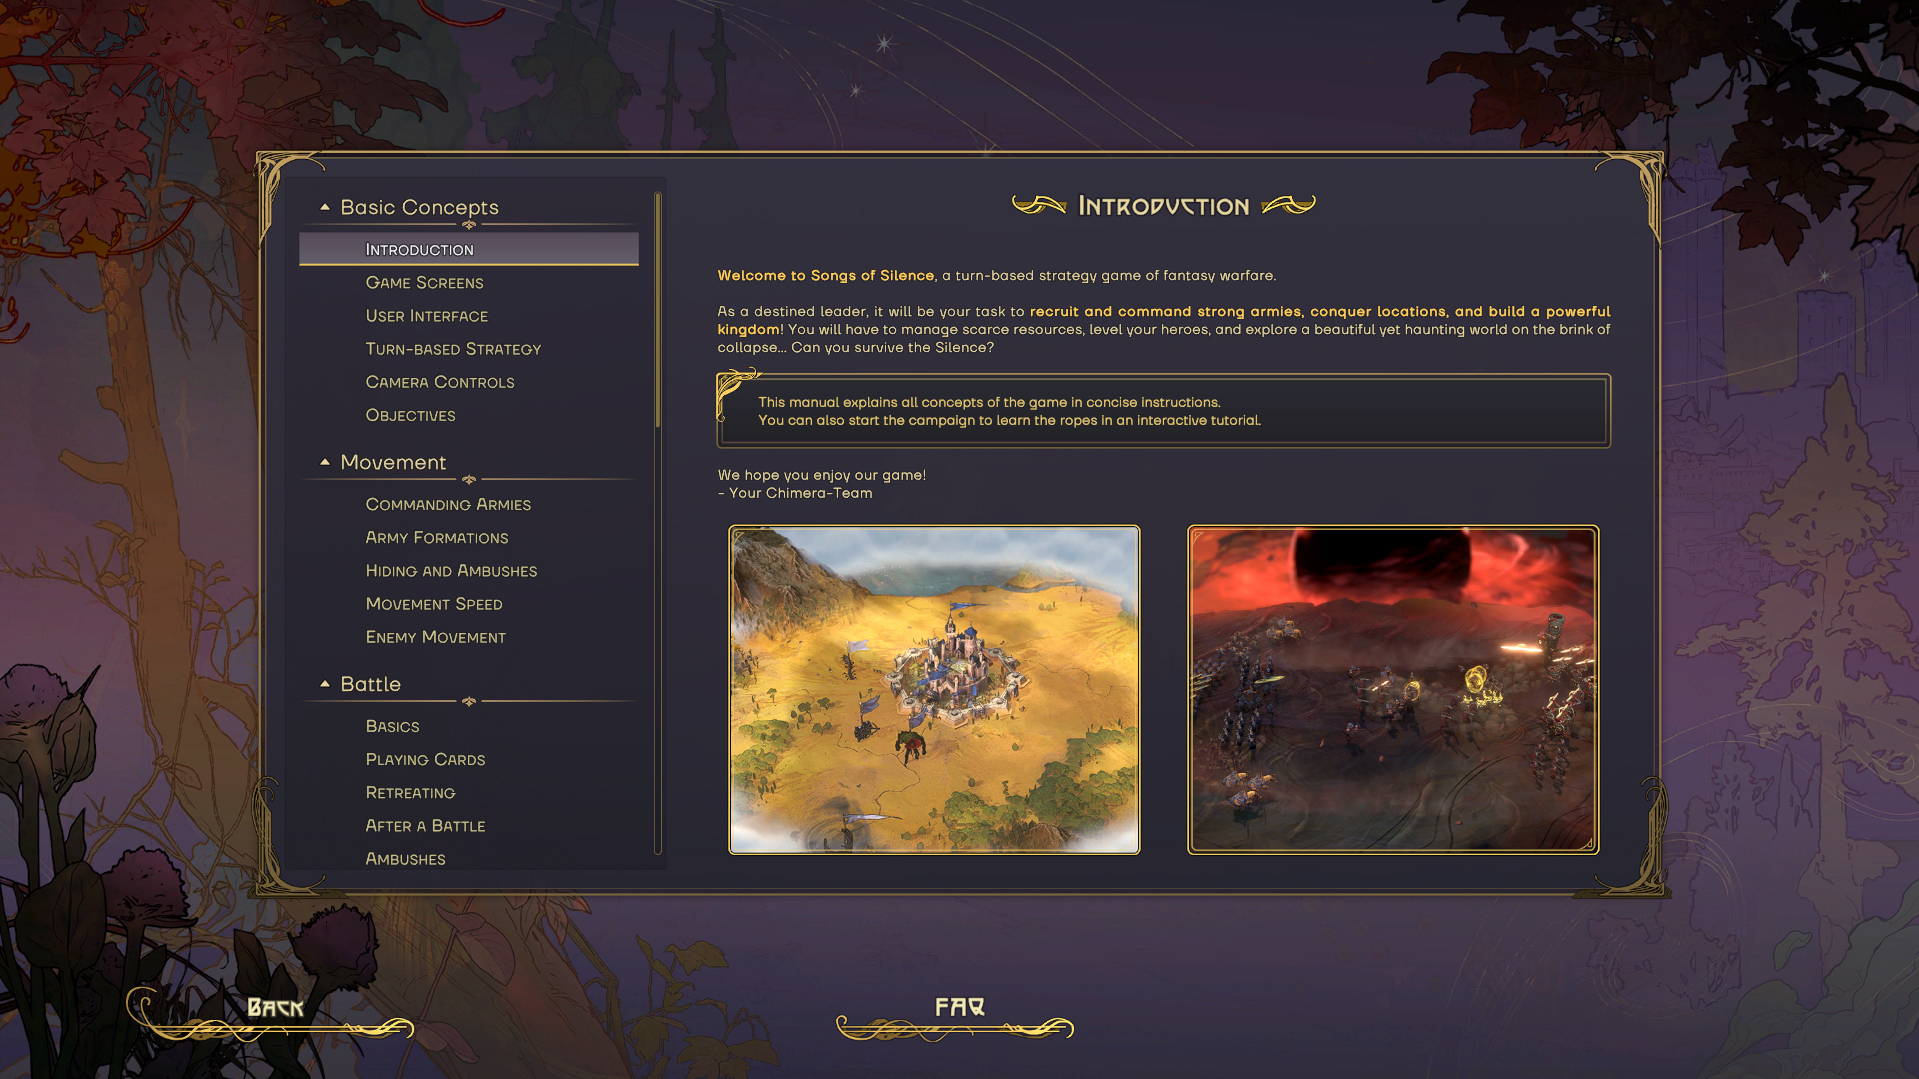 Basic Concepts
Introduction
Game Screens
User Interface
Turn-based Strategy
Camera Controls
Objectives
Movement
Commanding Armies
Army Formations
Hiding and Ambushes
Movement Speed
Enemy Movement
Battle
Basics
Playing Cards
Retreating
After a Battle
Ambushes
Introduction
Welcome to Songs of Silence, a turn-based strategy game of fantasy warfare.
As a destined leader, it will be your task to recruit and command strong armies, conquer locations, and build a powerful
kingdom! You will have to manage scarce resources, level your heroes, and explore a beautiful yet haunting world on the brink of
collapse... Can you survive the Silence?
This manual explains all concepts of the game in concise instructions.
You can also start the campaign to learn the ropes in an interactive tutorial.
We hope you enjoy our game!
- Your Chimera-Team
Back
FAQ